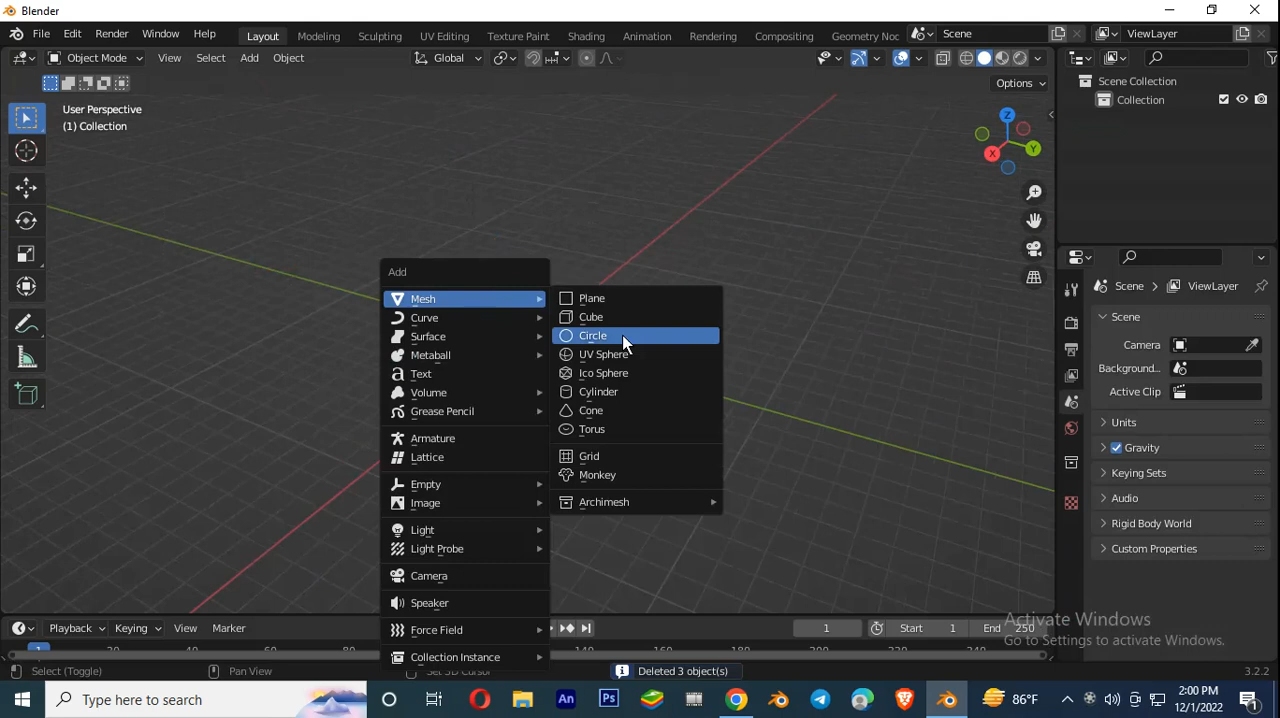 Blender
File Edit Render Window Help Layout Modeling Sculpting UV Editing Texture Paint Shading Animation Rendering Compositing Geometry Noc Scene ViewLayer
Object Mode View Select Add Object Global
Options
User Perspective
(1) Collection
Scene Collection
Collection
Z
X
Y
Add
Mesh
Curve
Surface
Metaball
Text
Volume
Grease Pencil
Armature
Lattice
Empty
Image
Light
Light Probe
Camera
Speaker
Force Field
Collection Instance
Plane
Cube
Circle
UV Sphere
Ico Sphere
Cylinder
Cone
Torus
Grid
Monkey
Archimesh
Scene ViewLayer
Scene
Camera
Background...
Active Clip
Units
Gravity
Keying Sets
Audio
Rigid Body World
Custom Properties
Playback Keying View Marker 1 Start 1 End 250
Activate Windows
Go to Settings to activate Windows.
Select (Toggle) Pan View Set 3D Cursor Deleted 3 object(s) 3.2.2
Type here to search An Ps 86°F 2:00 PM
12/1/2022
1